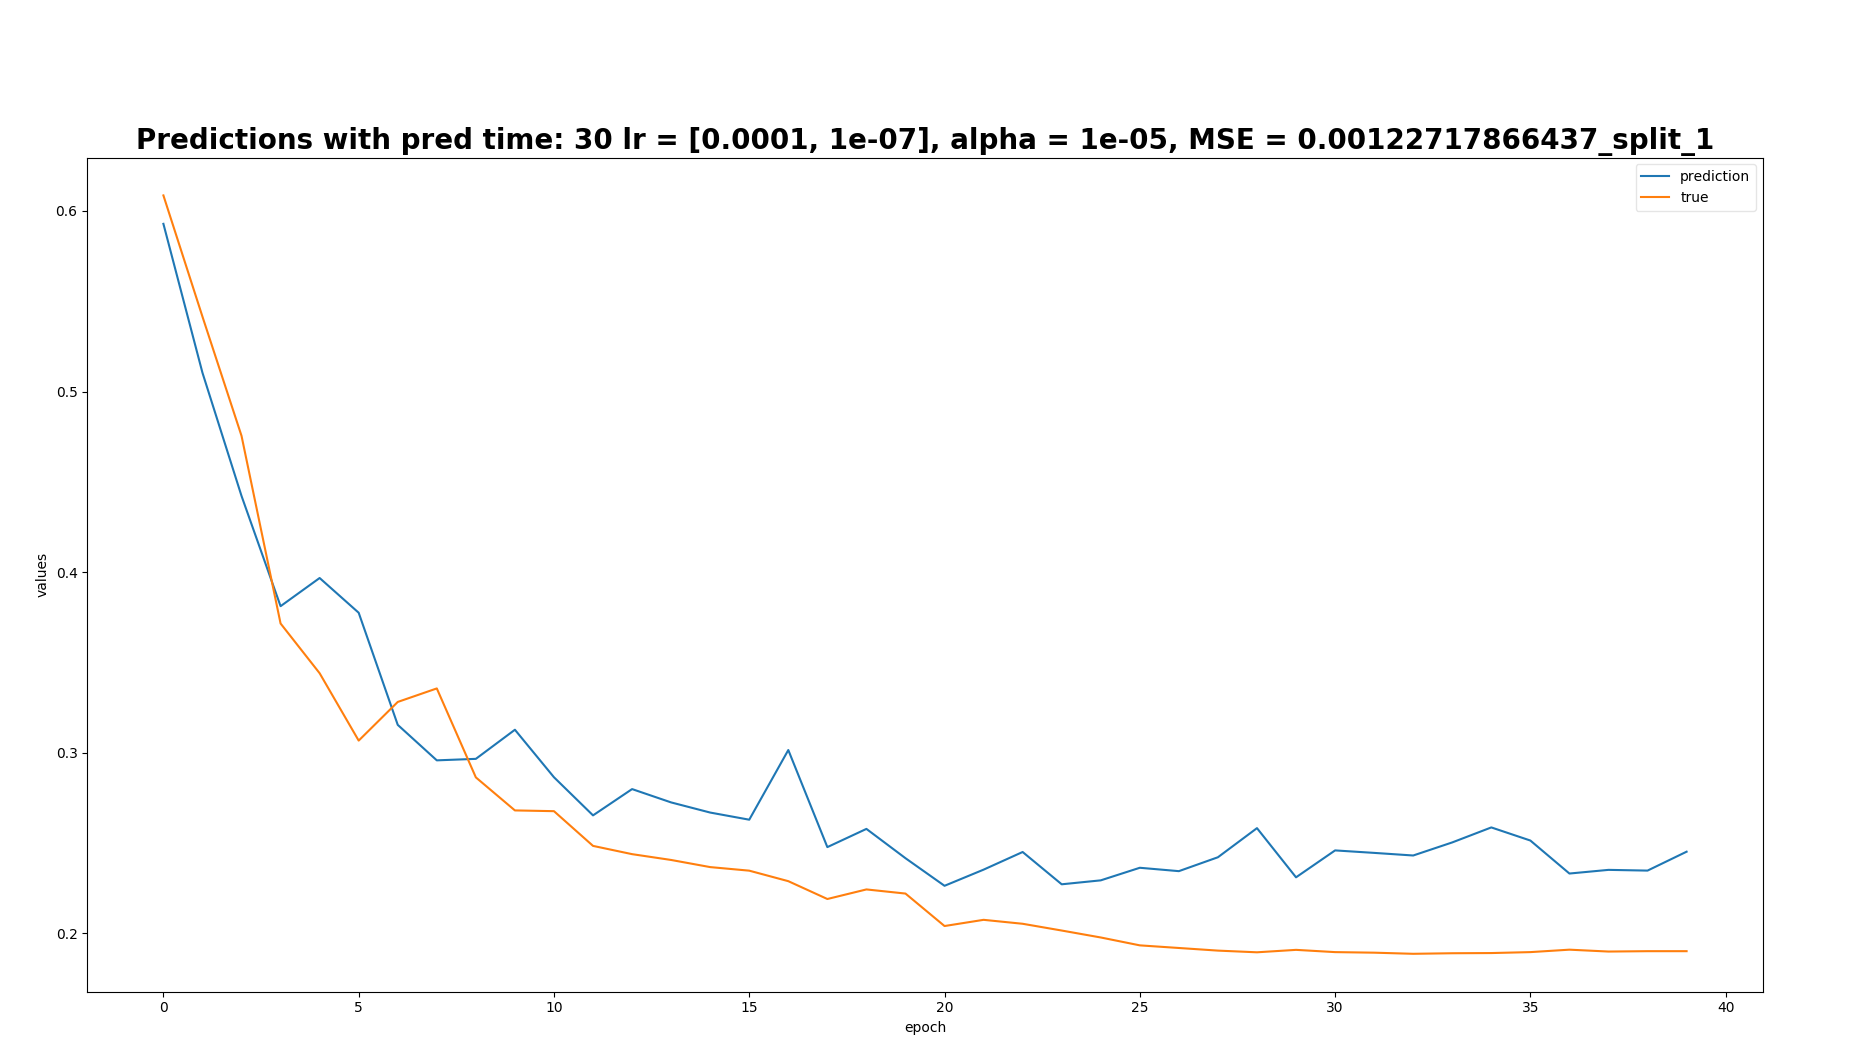 Predictions with pred time: 30 lr = [0.0001, 1e-07], alpha = 1e-05, MSE = 0.00122717866437_split_1
prediction
true
0.6
0.5
0.4
0.3
0.2
values
0 5 10 15 20 25 30 35 40
epoch